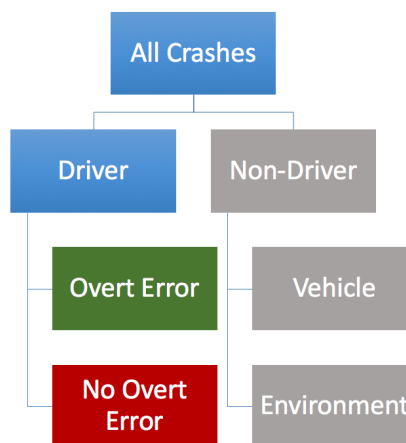 All Crashes
Driver
Non-Driver
Overt Error
Vehicle
No Overt
Error
Environment